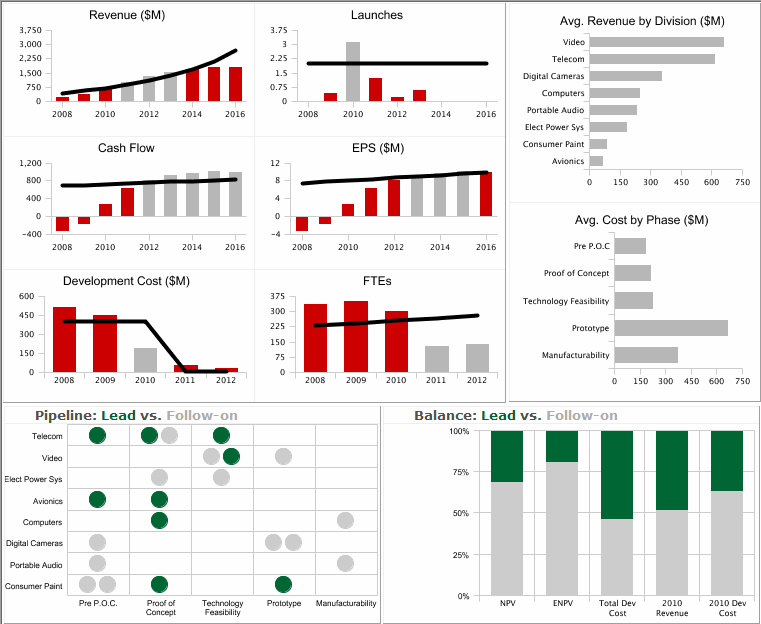 Revenue ($M)
3,750
3,000
2,250
1,500
750
0
2008 2010 2012 2014 2016
Launches
3.75
3
2.25
1.5
0.75
0
2008 2010 2012 2014 2016
Avg. Revenue by Division ($M)
Video
Telecom
Digital Cameras
Computers
Portable Audio
Elect Power Sys
Consumer Paint
Avionics
0 150 300 450 600 750
Cash Flow
1,200
800
400
0
-400
2008 2010 2012 2014 2016
EPS ($M)
12
8
4
0
-4
2008 2010 2012 2014 2016
Avg. Cost by Phase ($M)
Pre P.O.C
Proof of Concept
Technology Feasibility
Prototype
Manufacturability
0 150 300 450 600 750
Development Cost ($M)
600
450
300
150
0
2008 2009 2010 2011 2012
FTEs
375
300
225
150
75
0
2008 2009 2010 2011 2012
Pipeline: Lead vs. Follow-on
Telecom
Video
Elect Power Sys
Avionics
Computers
Digital Cameras
Portable Audio
Consumer Paint
Pre P.O.C. Proof of Technology Prototype Manufacturability
Concept Feasibility
Balance: Lead vs. Follow-on
100%
75%
50%
25%
0%
NPV ENPV Total Dev 2010 2010 Dev
Cost Revenue Cost